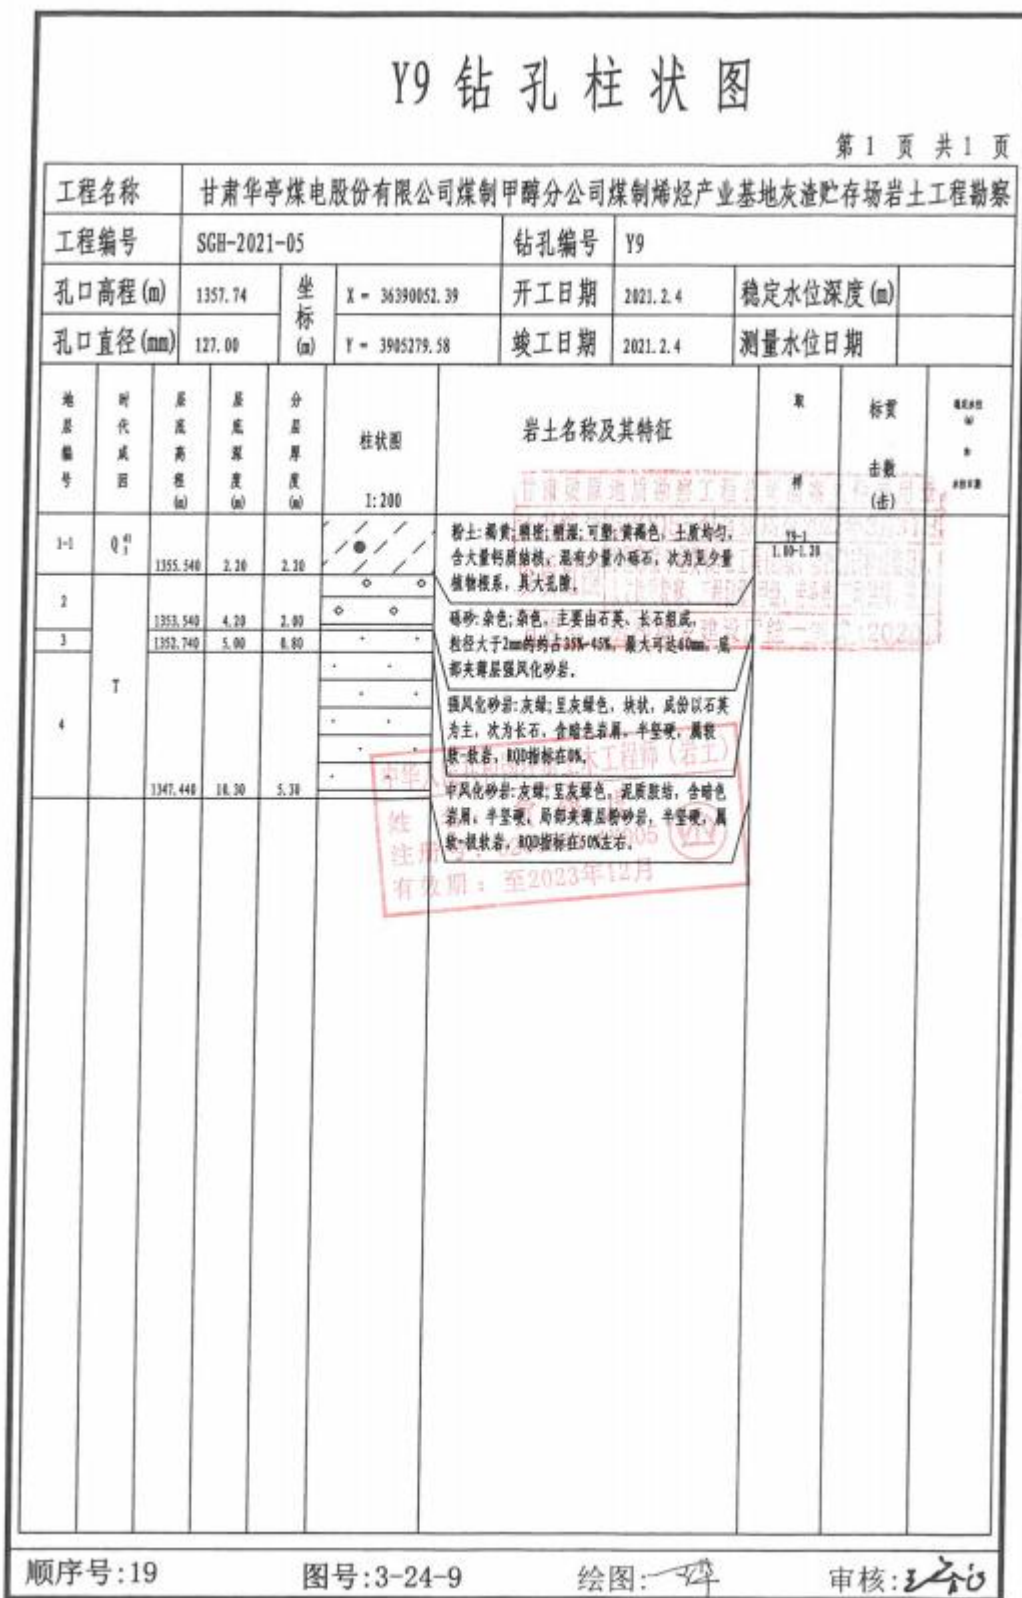 Y9 钻 孔 柱 状 图
第 1 页 共 1 页
工程名称 甘肃华亭煤电股份有限公司煤制甲醇分公司煤制烯烃产业基地灰渣贮存场岩土工程勘察
工程编号 SGH-2021-05 钻孔编号 Y9
孔口高程(m) 1357.74 坐标(m) X = 36390052.39 开工日期 2021.2.4 稳定水位深度(m)
孔口直径(mm) 127.00 Y = 3905279.58 竣工日期 2021.2.4 测量水位日期
地层编号 时代成因 层底高程(m) 层底深度(m) 分层厚度(m) 柱状图 1:200 岩土名称及其特征 取样 标贯击数(击)
1-1 1355.540 2.20 2.20
粉土:褐黄;稍密;稍湿;可塑;黄褐色，土质均匀，
含大量钙质结核，混有少量小砾石，次为见少量
植物根系，具大孔隙。
Y9-1
1.00-1.20
2 1353.540 4.20 2.00
砾砂:杂色;杂色，主要由石英、长石组成，
粒径大于2mm的约占35%-45%，最大可达60mm，底
部夹薄层强风化砂岩。
3 1352.740 5.00 0.80
强风化砂岩:灰绿;呈灰绿色，块状，成份以石英
为主，次为长石，含暗色岩屑，半坚硬，属较
软-软岩，RQD指标在0%。
T
4 1347.440 10.30 5.30
中风化砂岩:灰绿;呈灰绿色，泥质胶结，含暗色
岩屑，半坚硬，局部夹薄层粉砂岩，半坚硬，属
软-极软岩，RQD指标在50%左右。
木工程师（岩土）
姓
注册
有效期：至2023年12月
顺序号:19 图号:3-24-9 绘图: 审核: